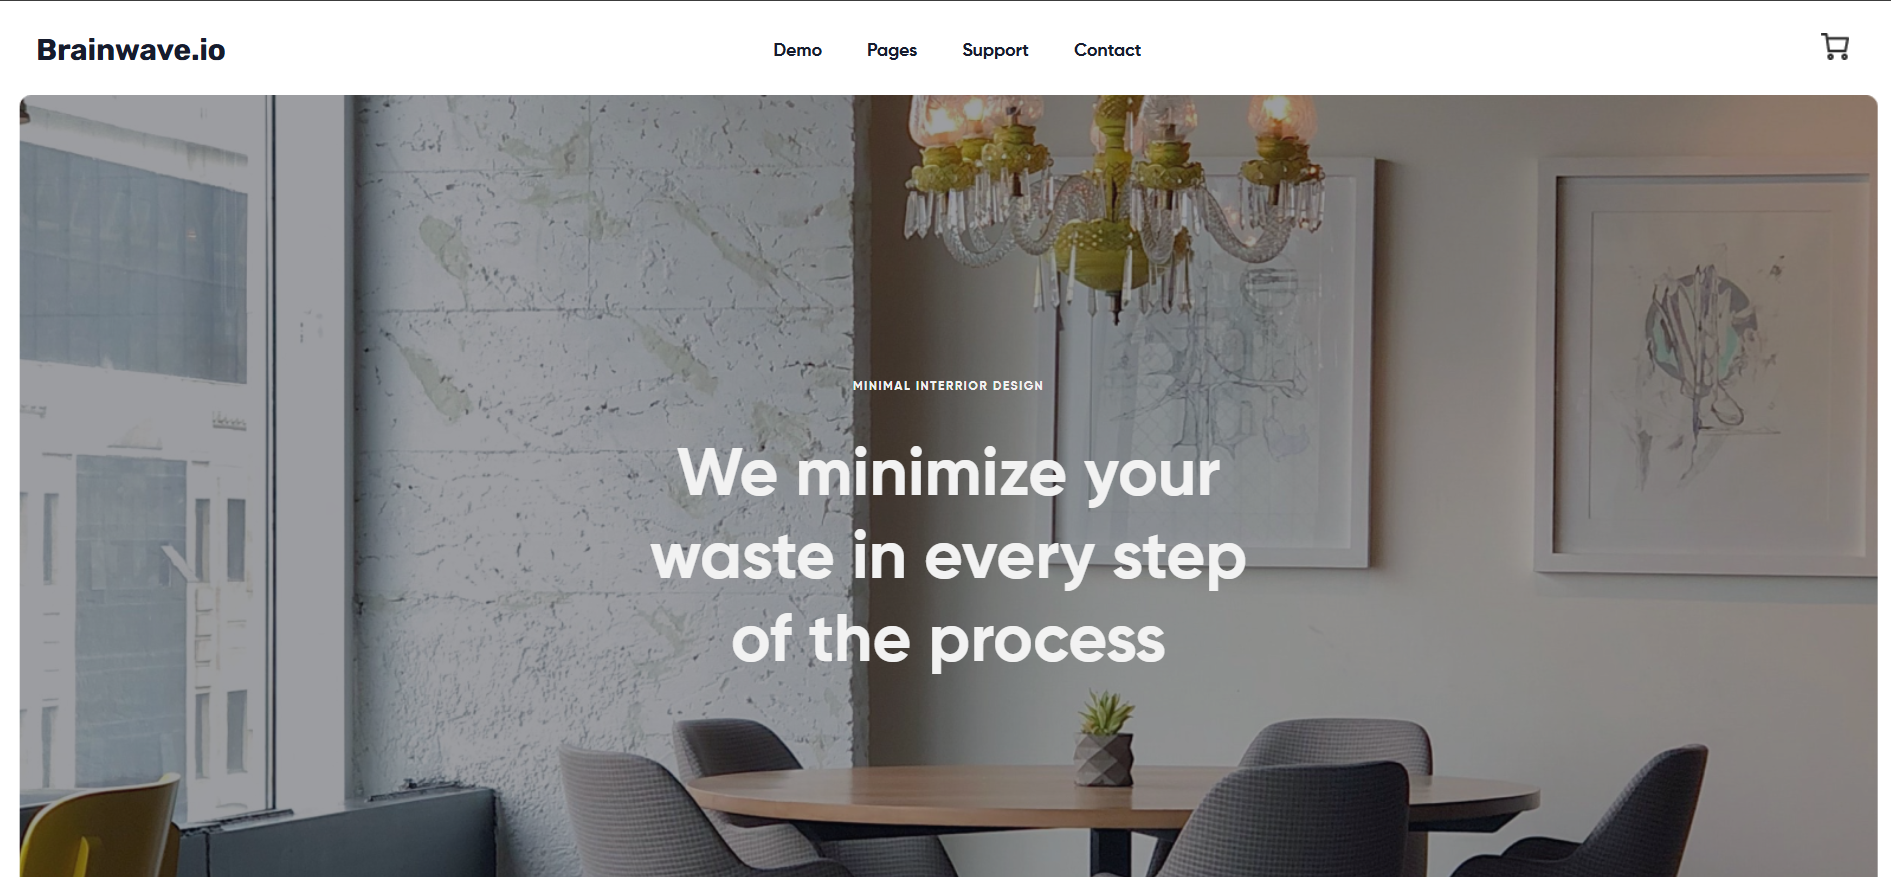 Brainwave.io
Demo Pages Support Contact
MINIMAL INTERRIOR DESIGN
We minimize your
waste in every step
of the process